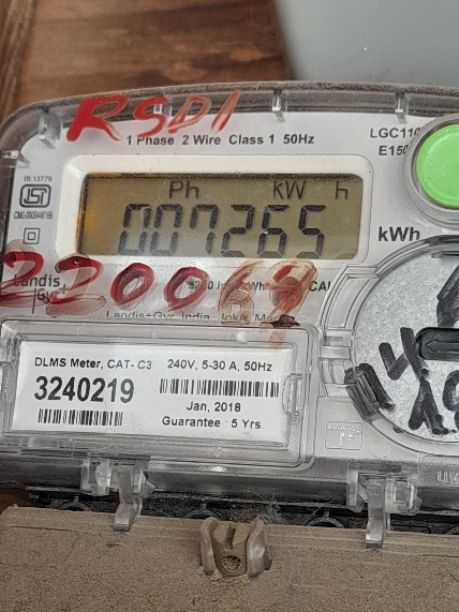 RSD1
1 Phase 2 Wire Class 1 50Hz
LGC110
E150
IS:13779
Ph kW h
007265
kWh
220069
Landis
Gyr
Landis+Gyr India
DLMS Meter, CAT- C3 240V, 5-30 A, 50Hz
3240219
Jan, 2018
Guarantee : 5 Yrs